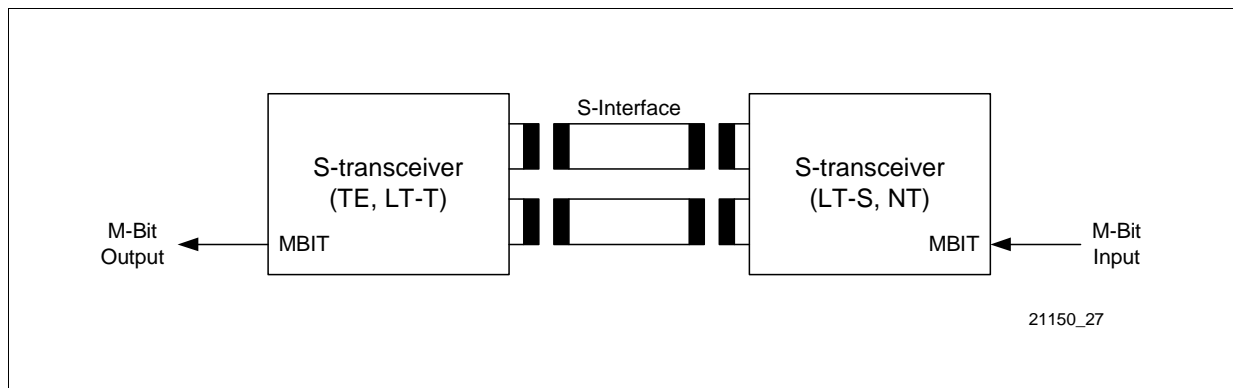 S-Interface
S-transceiver
(TE, LT-T)
S-transceiver
(LT-S, NT)
M-Bit
Output
MBIT
MBIT
M-Bit
Input
21150_27